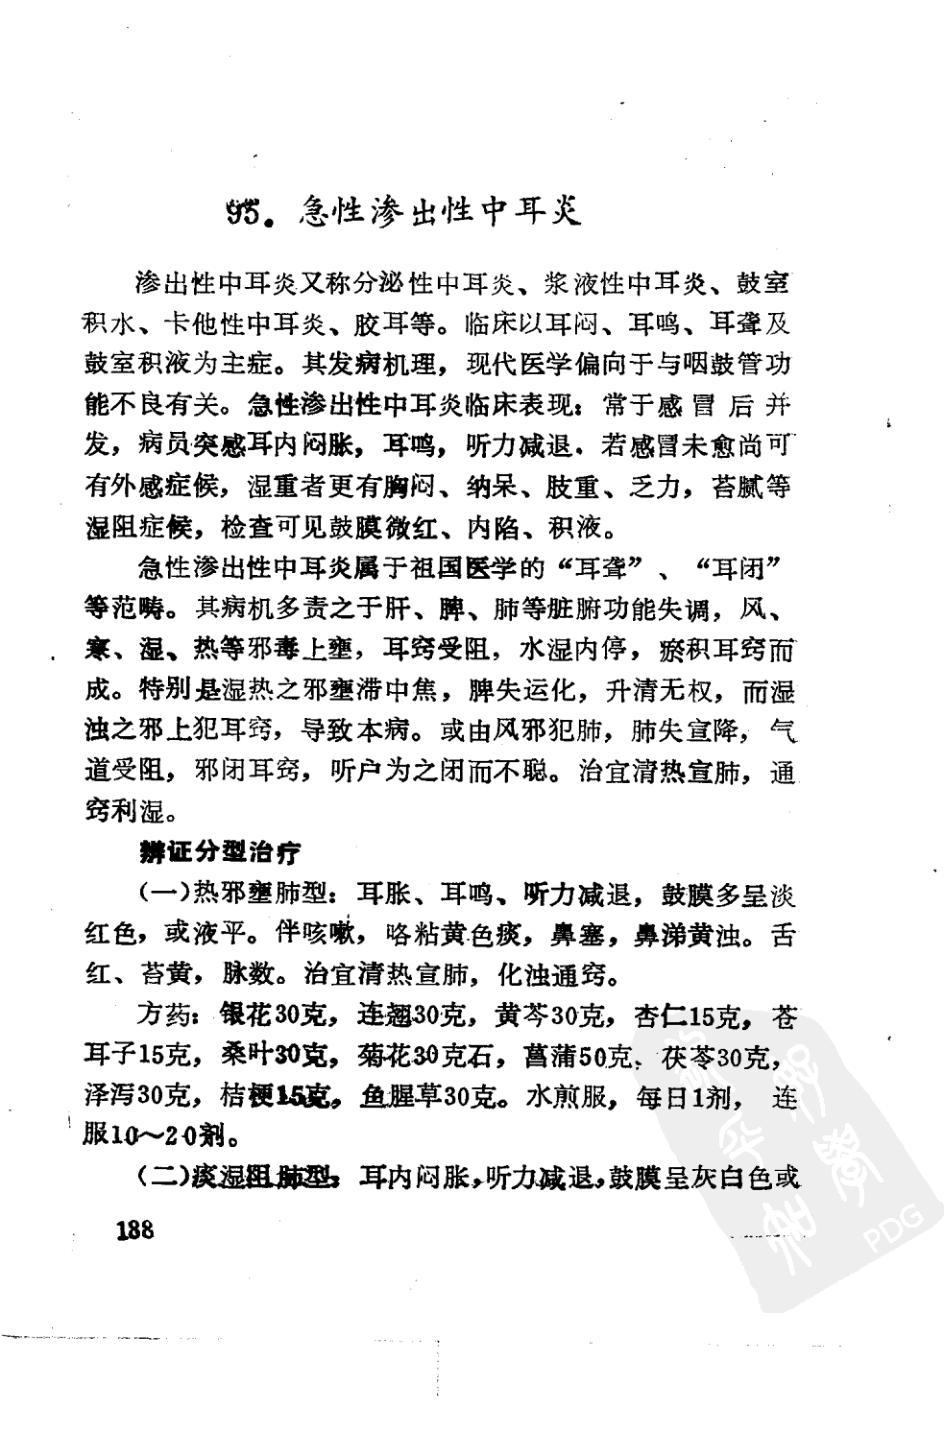 95. 急性渗出性中耳炎
渗出性中耳炎又称分泌性中耳炎、浆液性中耳炎、鼓室
积水、卡他性中耳炎、胶耳等。临床以耳闷、耳鸣、耳聋及
鼓室积液为主症。其发病机理，现代医学偏向于与咽鼓管功
能不良有关。急性渗出性中耳炎临床表现：常于感冒后并
发，病员突感耳内闷胀，耳鸣，听力减退．若感冒未愈尚可
有外感症候，湿重者更有胸闷、纳呆、肢重、乏力，苔腻等
湿阻症候，检查可见鼓膜微红、内陷、积液。
急性渗出性中耳炎属于祖国医学的“耳聋”、“耳闭”
等范畴。其病机多责之于肝、脾、肺等脏腑功能失调，风、
寒、湿、热等邪毒上壅，耳窍受阻，水湿内停，瘀积耳窍而
成。特别是湿热之邪壅滞中焦，脾失运化，升清无权，而湿
浊之邪上犯耳窍，导致本病。或由风邪犯肺，肺失宣降，气
道受阻，邪闭耳窍，听户为之闭而不聪。治宜清热宣肺，通
窍利湿。
辨证分型治疗
(一)热邪壅肺型：耳胀、耳鸣、听力减退，鼓膜多呈淡
红色，或液平。伴咳嗽，咯粘黄色痰，鼻塞，鼻涕黄浊。舌
红、苔黄，脉数。治宜清热宣肺，化浊通窍。
方药：银花30克，连翘30克，黄芩30克，杏仁15克，苍
耳子15克，桑叶30克，菊花30克石，菖蒲50克、茯苓30克，
泽泻30克，桔梗15克，鱼腥草30克。水煎服，每日1剂，连
服10～20剂。
(二)痰湿阻肺型：耳内闷胀，听力减退，鼓膜呈灰白色或
188
PDG